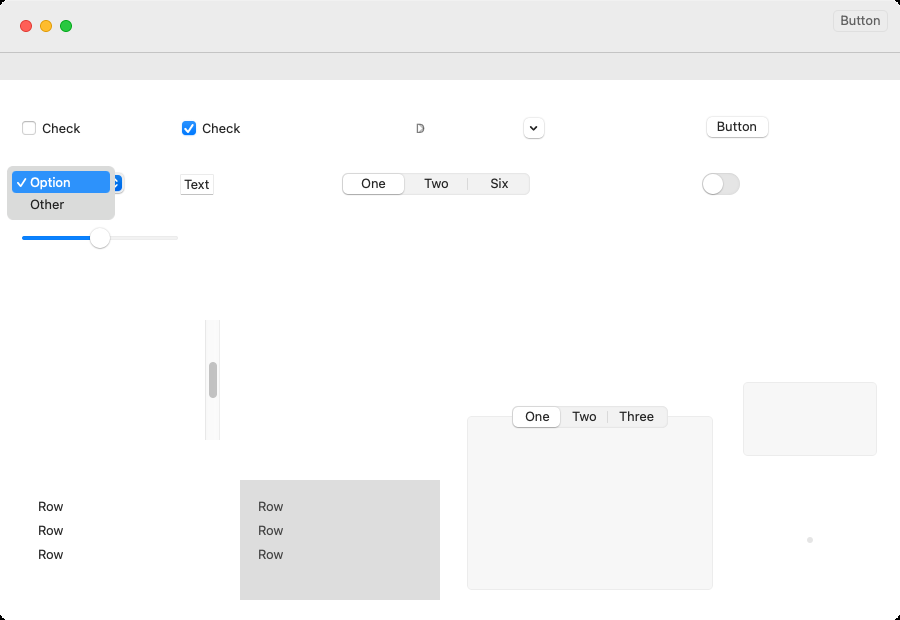 Button
Check
Check
D
Button
Option
Other
Text
One
Two
Six
One
Two
Three
Row
Row
Row
Row
Row
Row